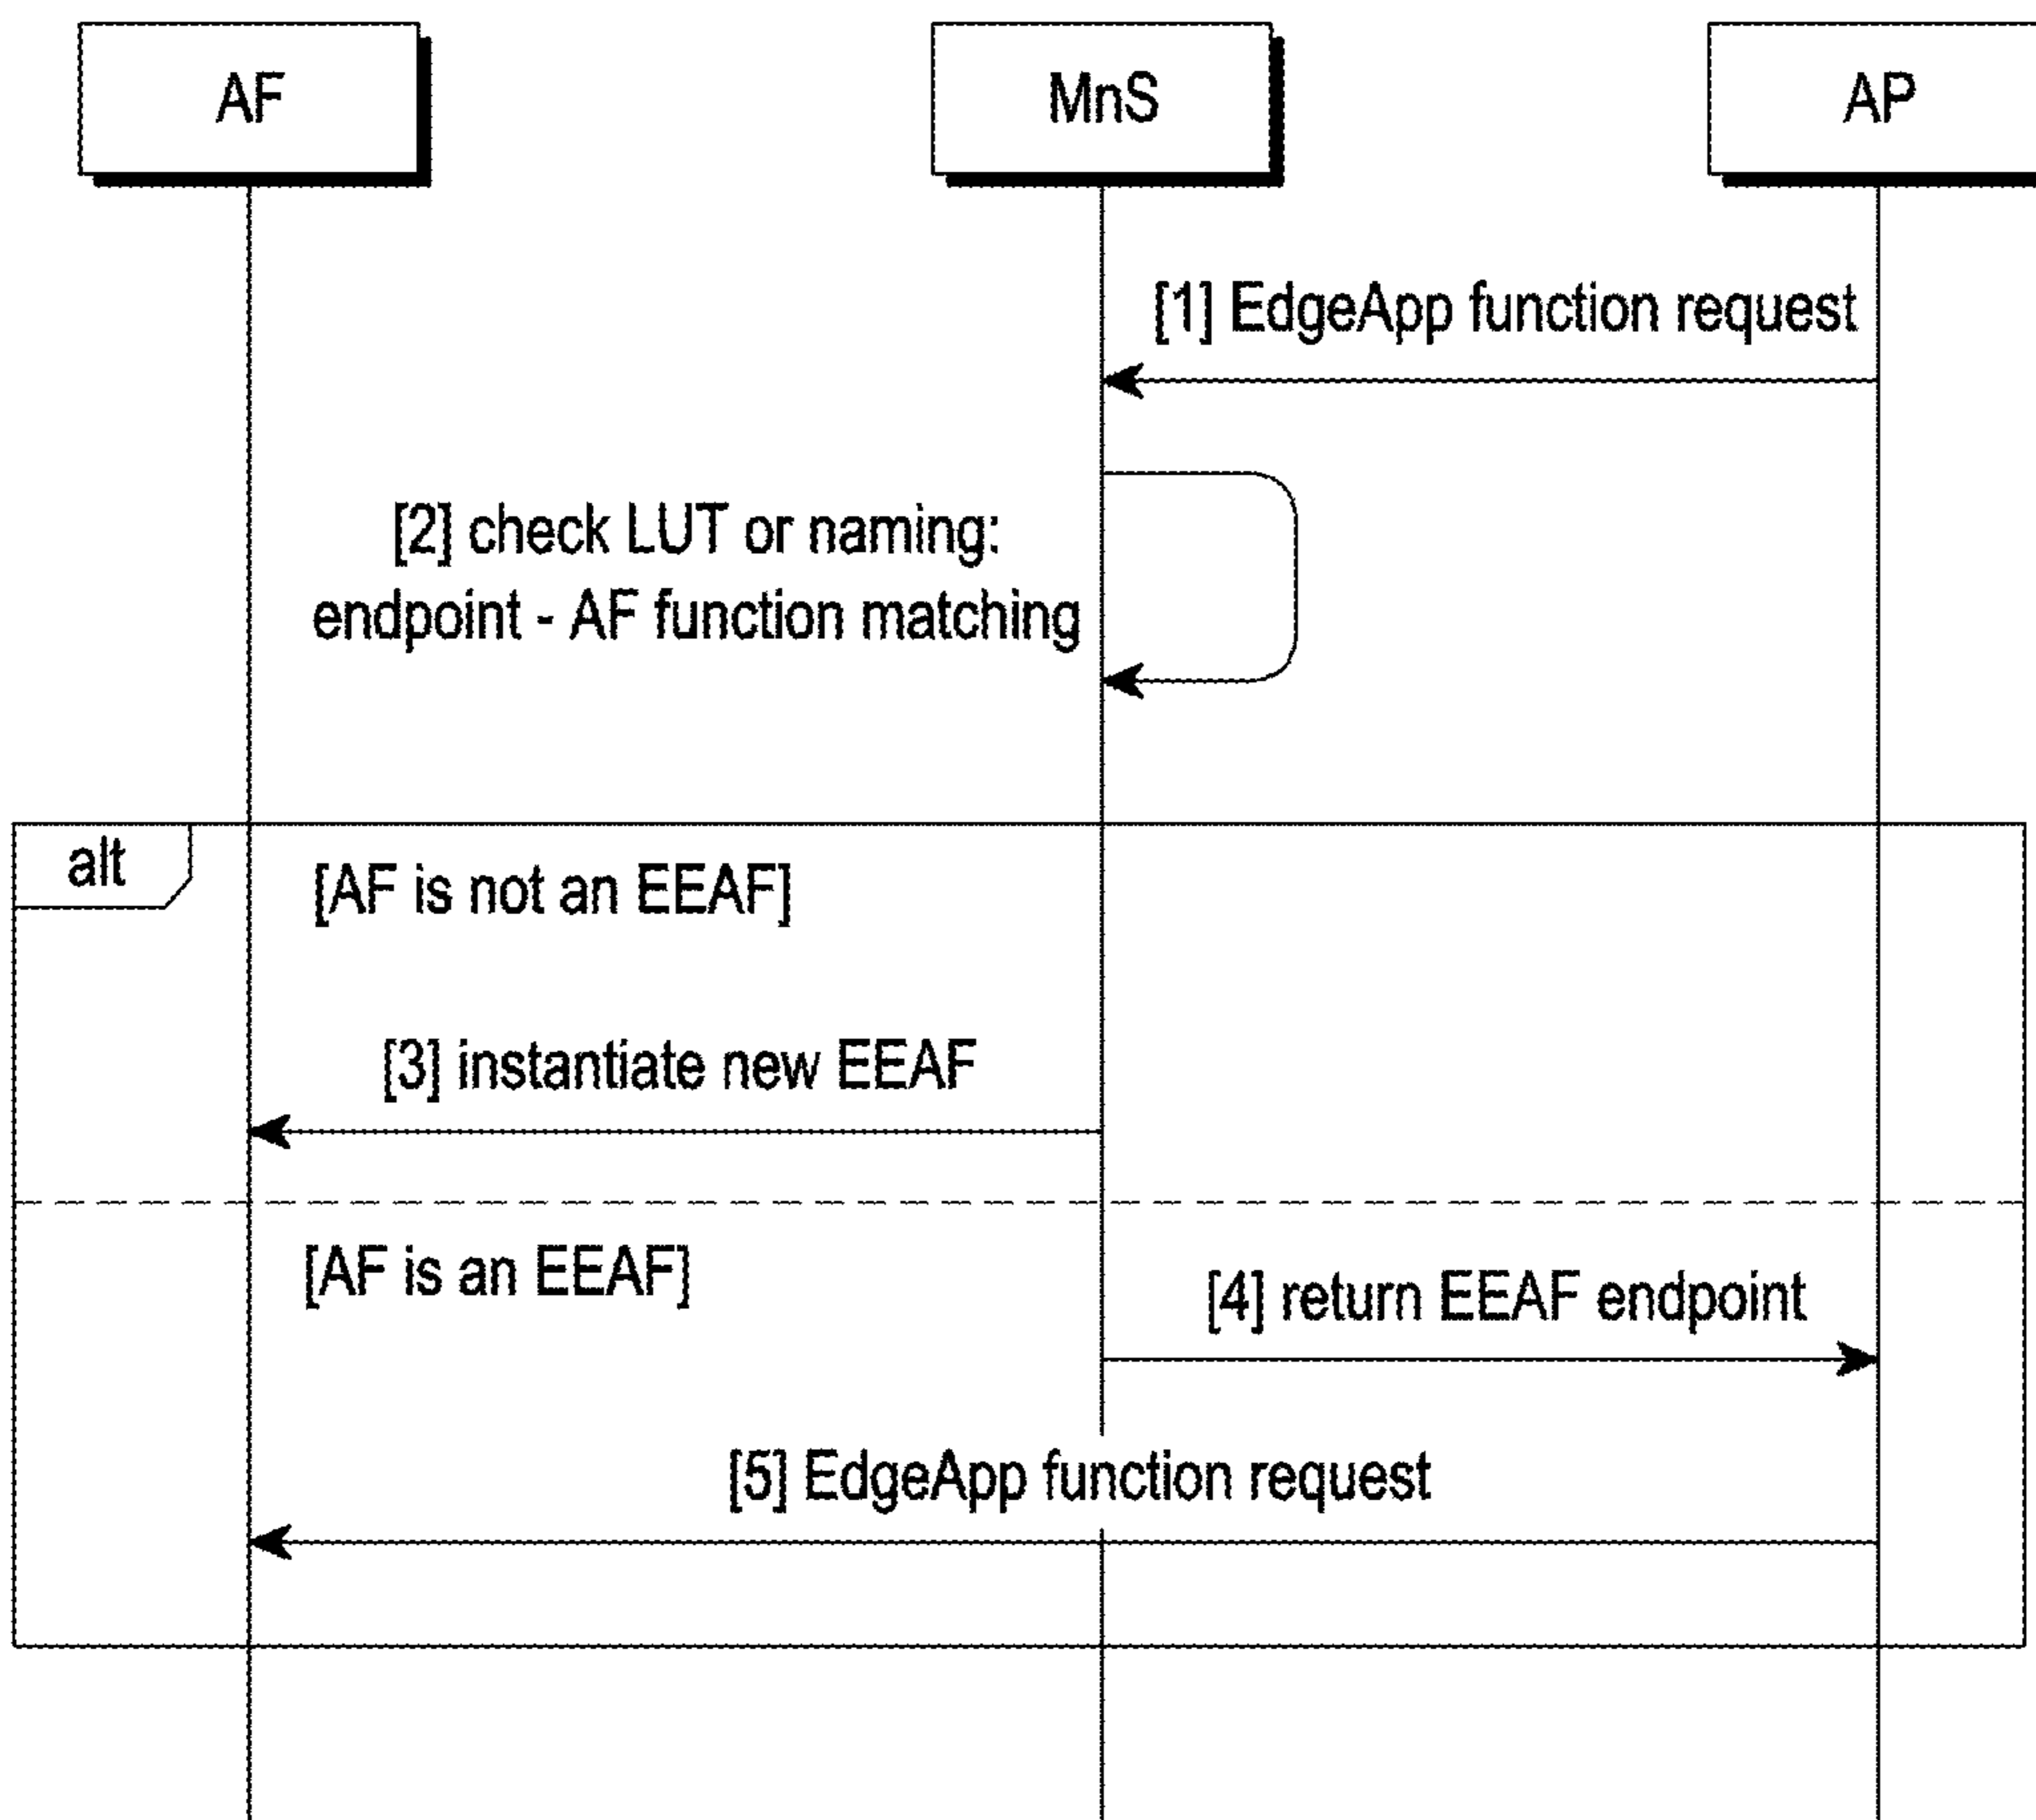 AF
MnS
AP
[1] EdgeApp function request
[2] check LUT or naming:
endpoint - AF function matching
alt
[AF is not an EEAF]
[3] instantiate new EEAF
[AF is an EEAF]
[4] return EEAF endpoint
[5] EdgeApp function request